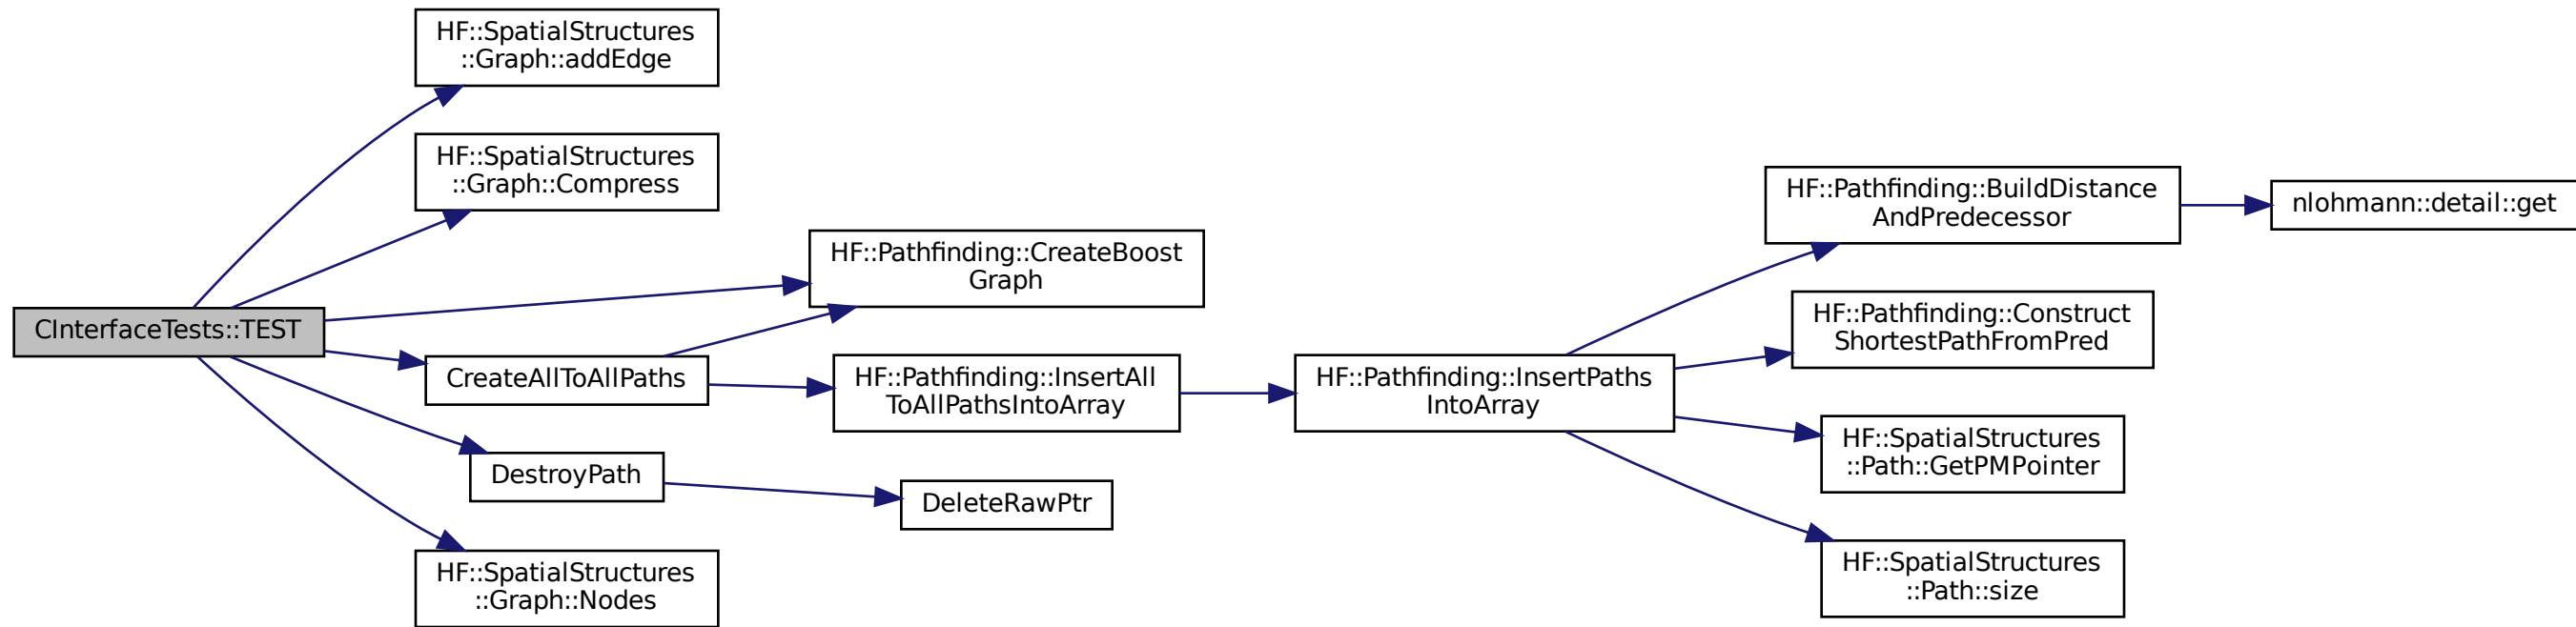 HF::SpatialStructures
::Graph::addEdge
HF::SpatialStructures
::Graph::Compress
HF::Pathfinding::CreateBoost
Graph
CInterfaceTests::TEST
CreateAllToAllPaths
HF::Pathfinding::InsertAll
ToAllPathsIntoArray
HF::Pathfinding::InsertPaths
IntoArray
HF::Pathfinding::BuildDistance
AndPredecessor
nlohmann::detail::get
HF::Pathfinding::Construct
ShortestPathFromPred
HF::SpatialStructures
::Path::GetPMPointer
HF::SpatialStructures
::Path::size
DestroyPath
DeleteRawPtr
HF::SpatialStructures
::Graph::Nodes